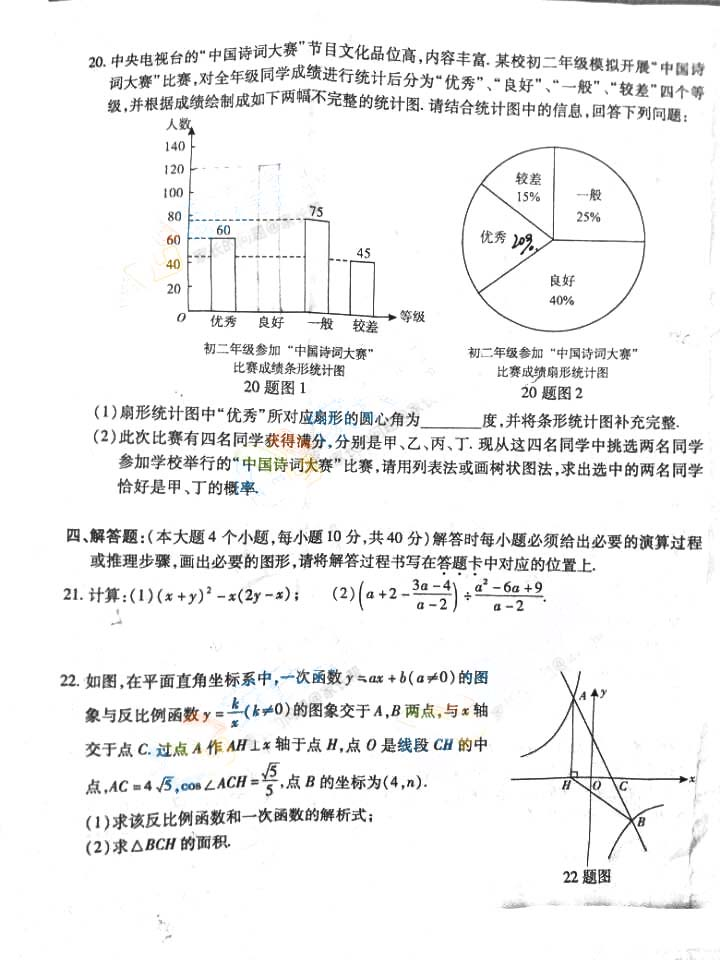 20. 中央电视台的“中国诗词大赛”节目文化品位高,内容丰富. 某校初二年级模拟开展“中国诗
词大赛”比赛,对全年级同学成绩进行统计后分为“优秀”、“良好”、“一般”、“较差”四个等
级,并根据成绩绘制成如下两幅不完整的统计图. 请结合统计图中的信息,回答下列问题:
人数
140
120
100
80
60
40
20
O
60
75
45
优秀 良好 一般 较差 等级
初二年级参加“中国诗词大赛”
比赛成绩条形统计图
20 题图 1
较差
15%
一般
25%
优秀 20%
良好
40%
初二年级参加“中国诗词大赛”
比赛成绩扇形统计图
20 题图 2
(1)扇形统计图中“优秀”所对应扇形的圆心角为______度,并将条形统计图补充完整.
(2)此次比赛有四名同学获得满分,分别是甲、乙、丙、丁. 现从这四名同学中挑选两名同学
参加学校举行的“中国诗词大赛”比赛,请用列表法或画树状图法,求出选中的两名同学
恰好是甲、丁的概率.
四、解答题:(本大题 4 个小题,每小题 10 分,共 40 分)解答时每小题必须给出必要的演算过程
或推理步骤,画出必要的图形,请将解答过程书写在答题卡中对应的位置上.
21. 计算:(1)(x+y)²-x(2y-x); (2)(a+2-(3a-4)/(a-2))÷(a²-6a+9)/(a-2).
22. 如图,在平面直角坐标系中,一次函数 y=ax+b(a≠0)的图
象与反比例函数 y=k/x(k≠0)的图象交于 A,B 两点,与 x 轴
交于点 C. 过点 A 作 AH⊥x 轴于点 H,点 O 是线段 CH 的中
点,AC=4√5,cos∠ACH=√5/5,点 B 的坐标为(4,n).
(1)求该反比例函数和一次函数的解析式;
(2)求△BCH 的面积.
A y
H O C x
B
22 题图